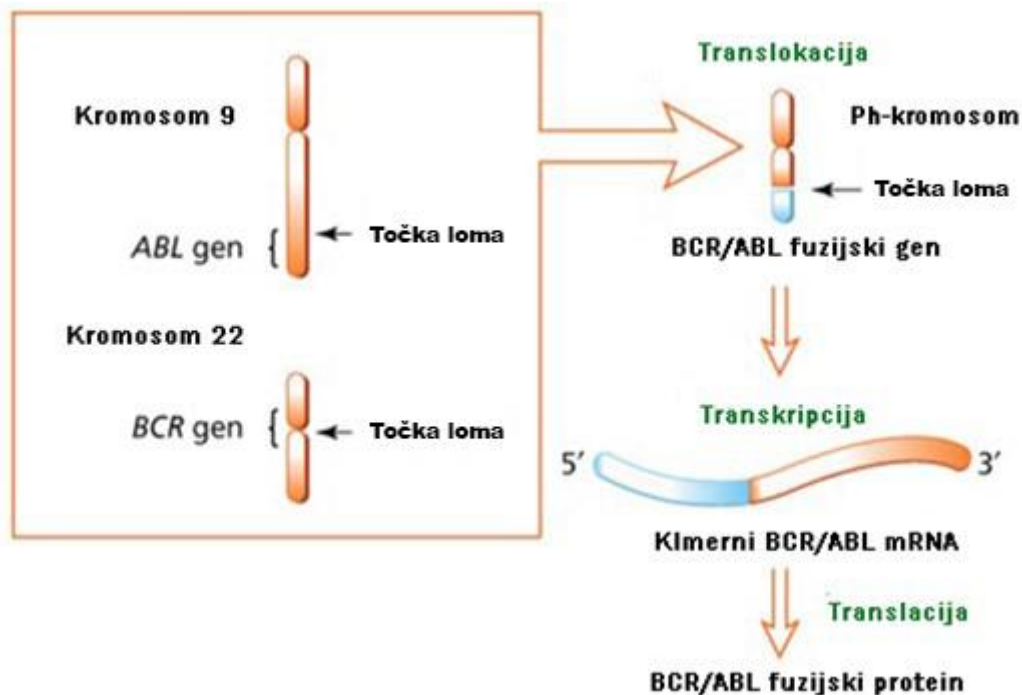 Kromosom 9
ABL gen
Točka loma
Kromosom 22
BCR gen
Točka loma
Translokacija
Ph-kromosom
Točka loma
BCR/ABL fuzijski gen
Transkripcija
5′
3′
KImerni BCR/ABL mRNA
Translacija
BCR/ABL fuzijski protein